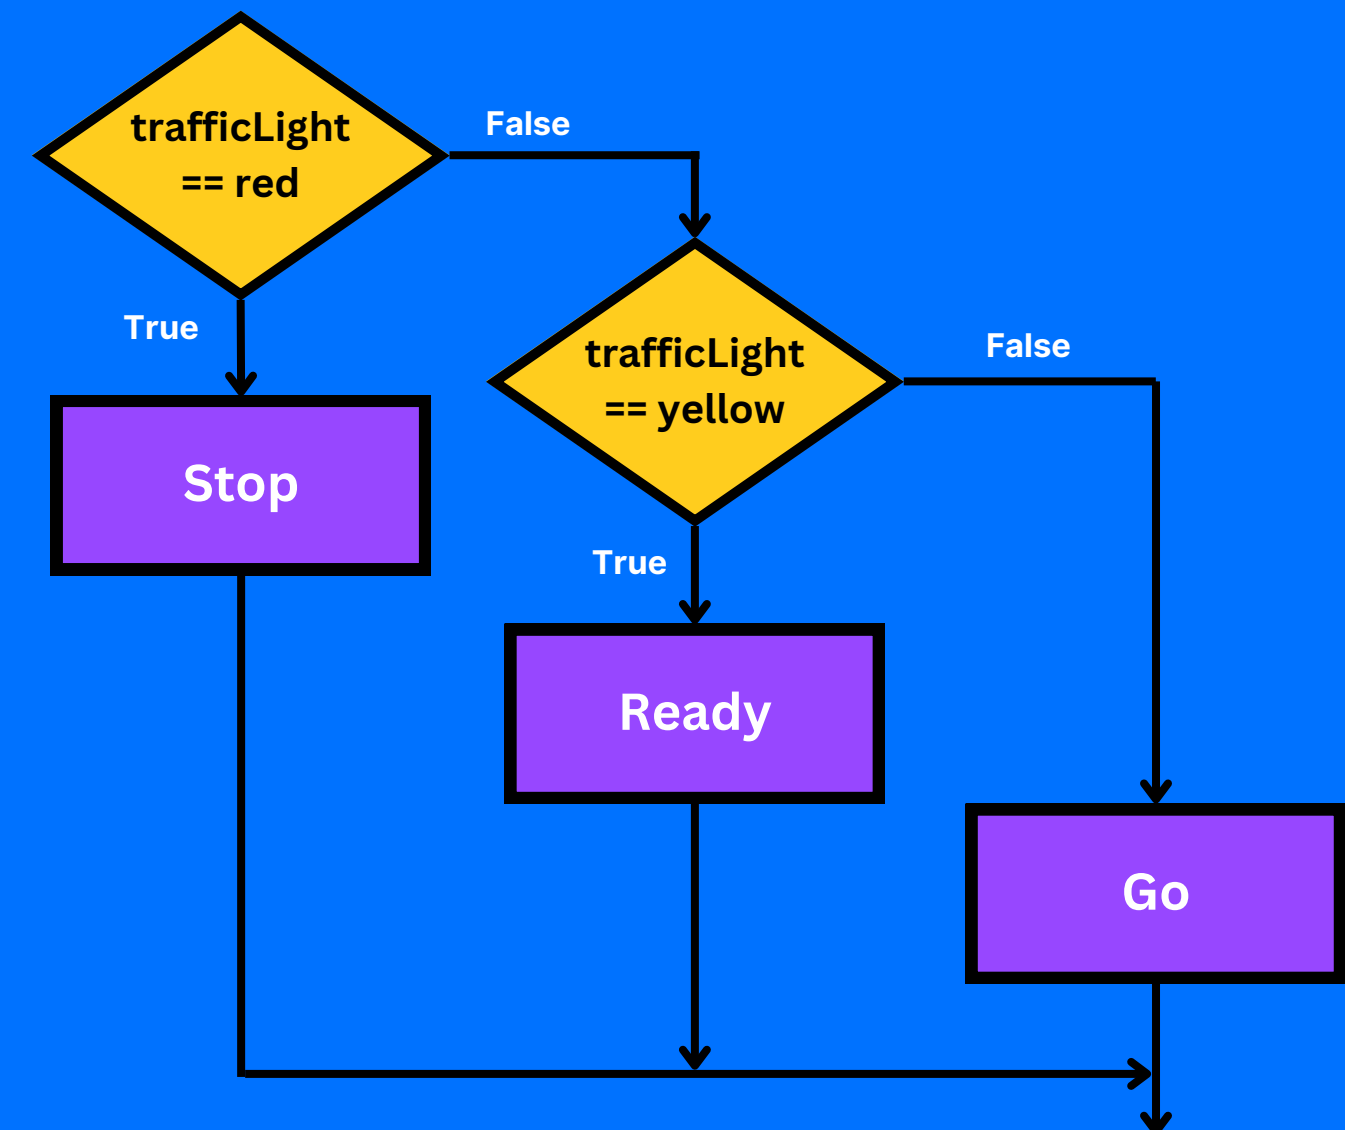 trafficLight
== red
False
True
Stop
trafficLight
== yellow
False
True
Ready
Go